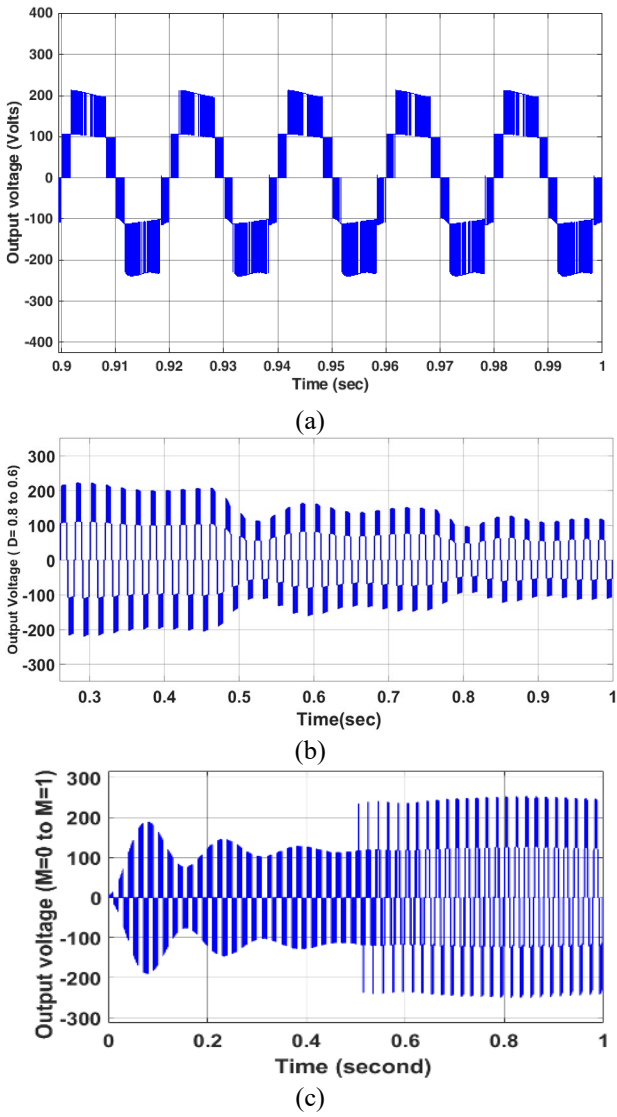 Output voltage (Volts)
400
300
200
100
0
-100
-200
-300
-400
0.9 0.91 0.92 0.93 0.94 0.95 0.96 0.97 0.98 0.99 1
Time (sec)
(a)
Output Voltage ( D= 0.8 to 0.6)
300
200
100
0
-100
-200
-300
0.3 0.4 0.5 0.6 0.7 0.8 0.9 1
Time(sec)
(b)
Output voltage (M=0 to M=1)
300
200
100
0
-100
-200
-300
0 0.2 0.4 0.6 0.8 1
Time (second)
(c)